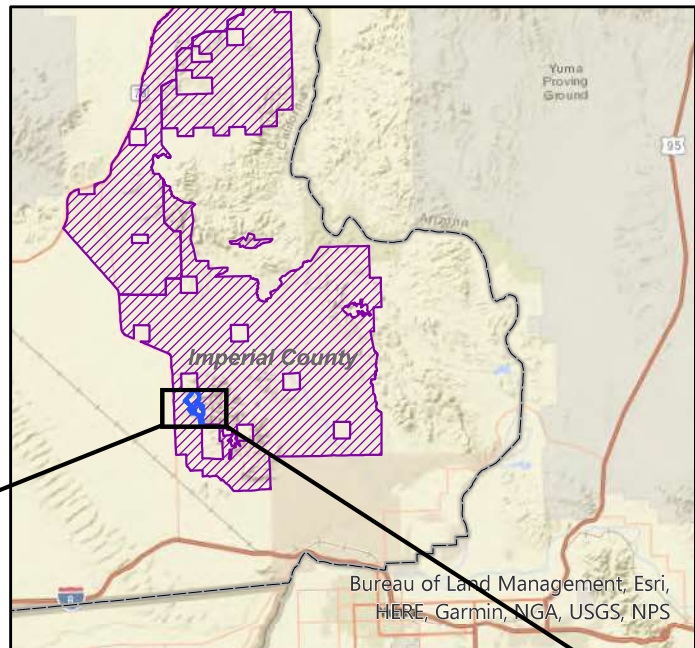 Yuma
Proving
Ground
78
California
95
Arizona
Imperial County
8
Bureau of Land Management, Esri,
HERE, Garmin, NGA, USGS, NPS